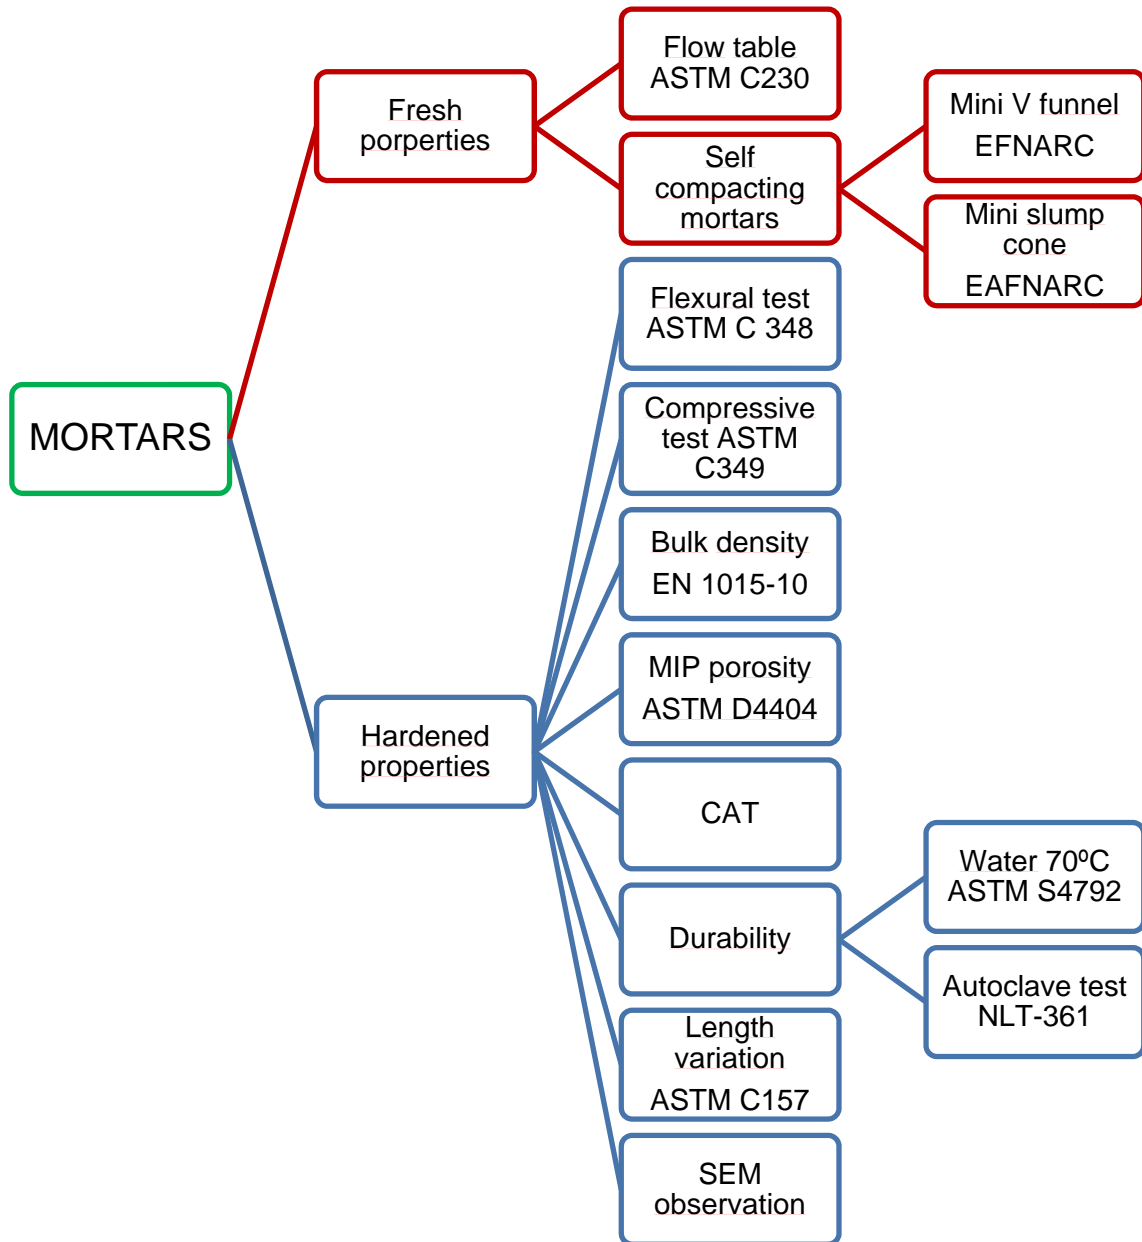 MORTARS
Fresh
porperties
Flow table
ASTM C230
Self
compacting
mortars
Mini V funnel
EFNARC
Mini slump
cone
EAFNARC
Hardened
properties
Flexural test
ASTM C 348
Compressive
test ASTM
C349
Bulk density
EN 1015-10
MIP porosity
ASTM D4404
CAT
Durability
Water 70ºC
ASTM S4792
Autoclave test
NLT-361
Length
variation
ASTM C157
SEM
observation